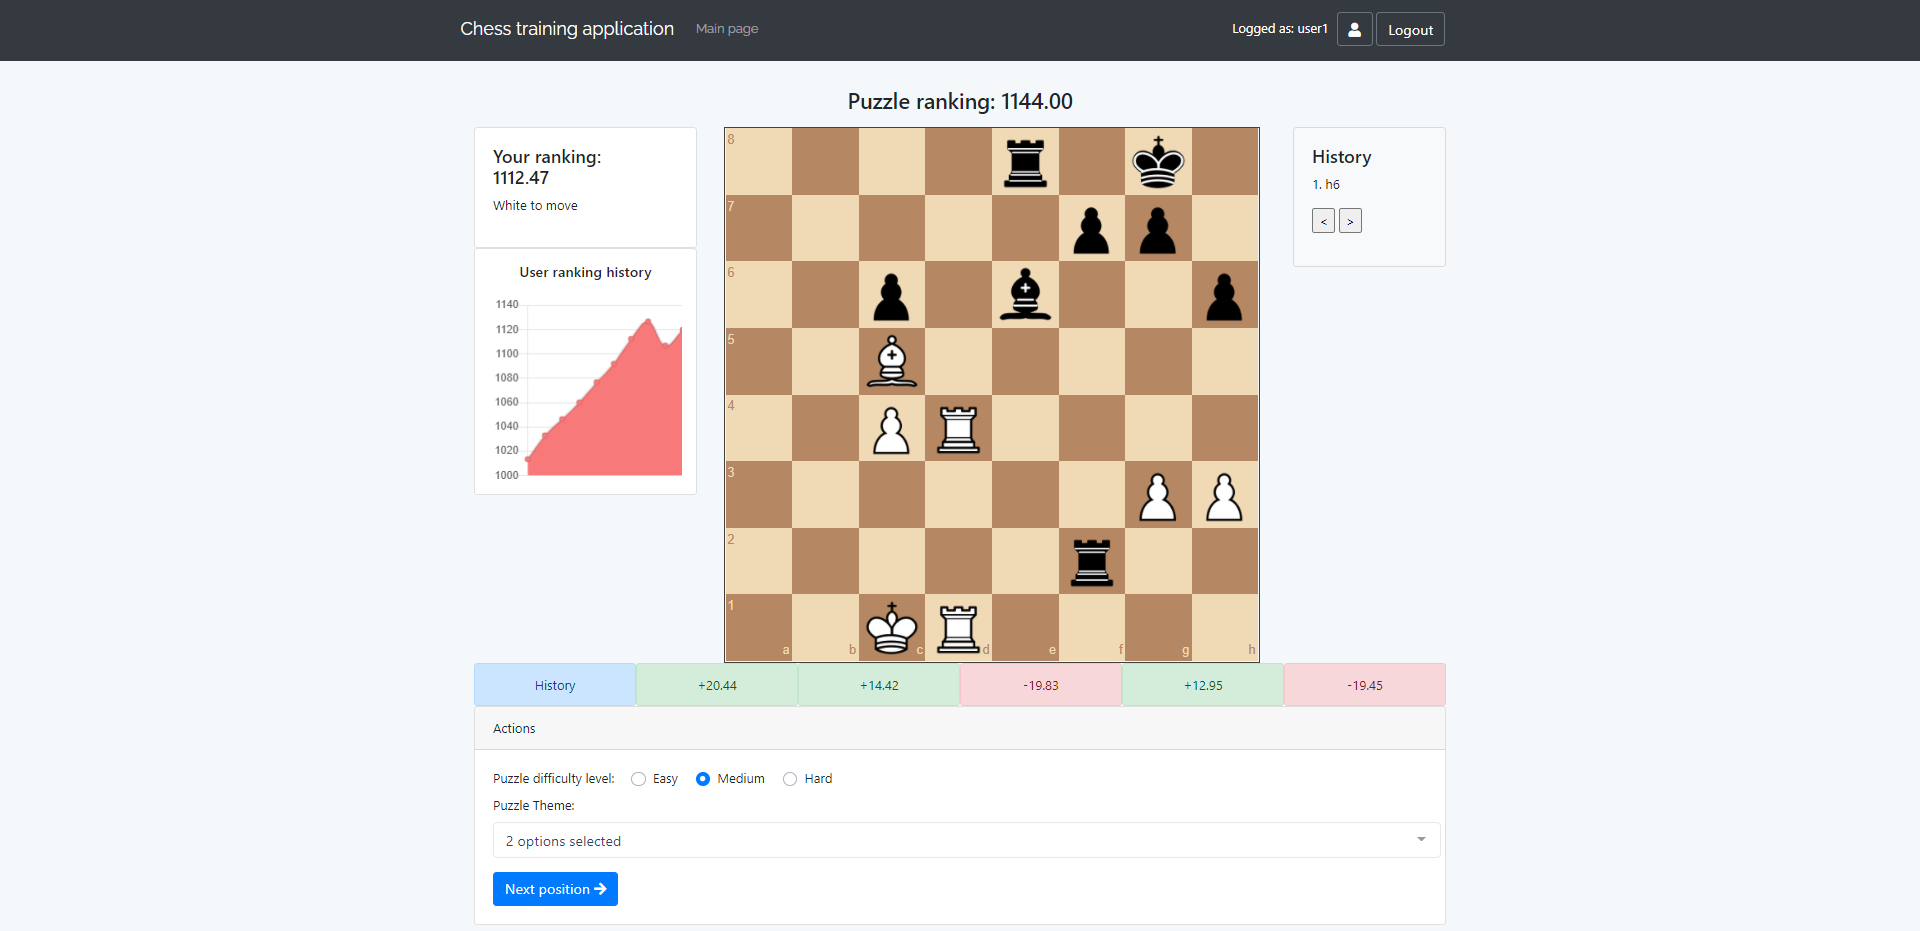 Chess training application
Main page
Logged as: user1
Logout
Puzzle ranking: 1144.00
Your ranking:
1112.47
White to move
User ranking history
1140
1120
1100
1080
1060
1040
1020
1000
8
7
6
5
4
3
2
1
a
b
c
d
e
f
g
h
History
1. h6
<
>
History
+20.44
+14.42
-19.83
+12.95
-19.45
Actions
Puzzle difficulty level: Easy Medium Hard
Puzzle Theme:
2 options selected
Next position